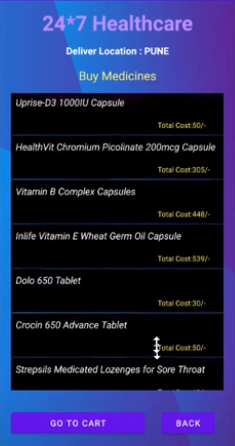 24*7 Healthcare
Deliver Location : PUNE
Buy Medicines
Uprise-D3 1000IU Capsule
Total Cost:50/-
HealthVit Chromium Picolinate 200mcg Capsule
Total Cost:305/-
Vitamin B Complex Capsules
Total Cost:448/-
Inlife Vitamin E Wheat Germ Oil Capsule
Total Cost:539/-
Dolo 650 Tablet
Total Cost:30/-
Crocin 650 Advance Tablet
Total Cost:50/-
Strepsils Medicated Lozenges for Sore Throat
GO TO CART
BACK